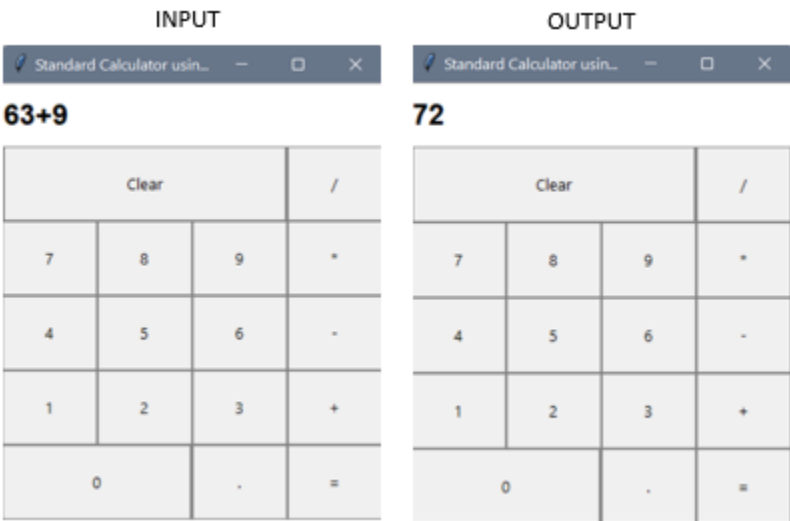 INPUT
Standard Calculator usin...
63+9
Clear /
7 8 9 *
4 5 6 -
1 2 3 +
0 . =
OUTPUT
Standard Calculator usin...
72
Clear /
7 8 9 *
4 5 6 -
1 2 3 +
0 . =